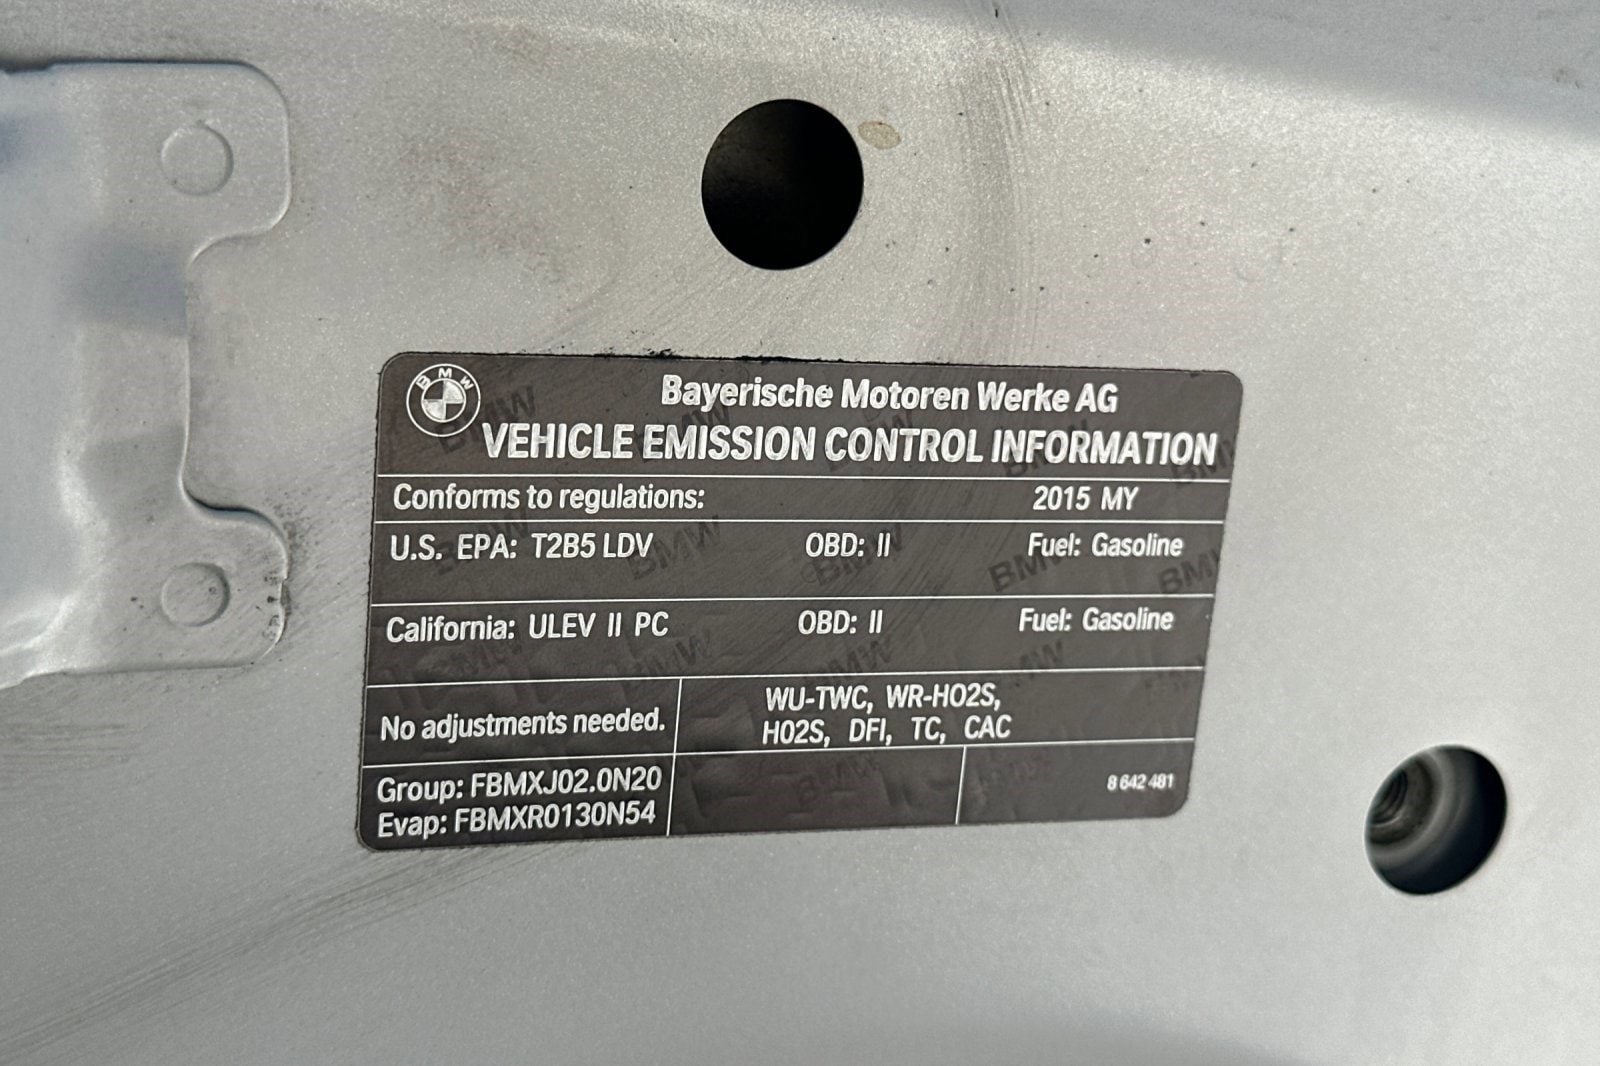 BMW
Bayerische Motoren Werke AG
VEHICLE EMISSION CONTROL INFORMATION
Conforms to regulations: 2015 MY
U.S. EPA: T2B5 LDV OBD: II Fuel: Gasoline
California: ULEV II PC OBD: II Fuel: Gasoline
No adjustments needed.
WU-TWC, WR-HO2S,
HO2S, DFI, TC, CAC
Group: FBMXJ02.0N20
Evap: FBMXR0130N54
8 642 481